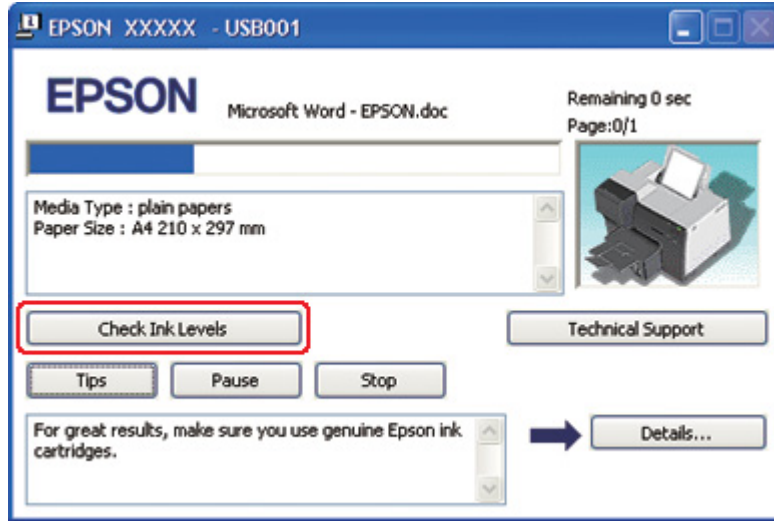 EPSON XXXXX - USB001
EPSON
Microsoft Word - EPSON.doc
Remaining 0 sec
Page:0/1
Media Type : plain papers
Paper Size : A4 210 x 297 mm
Check Ink Levels
Technical Support
Tips
Pause
Stop
For great results, make sure you use genuine Epson ink
cartridges.
Details...